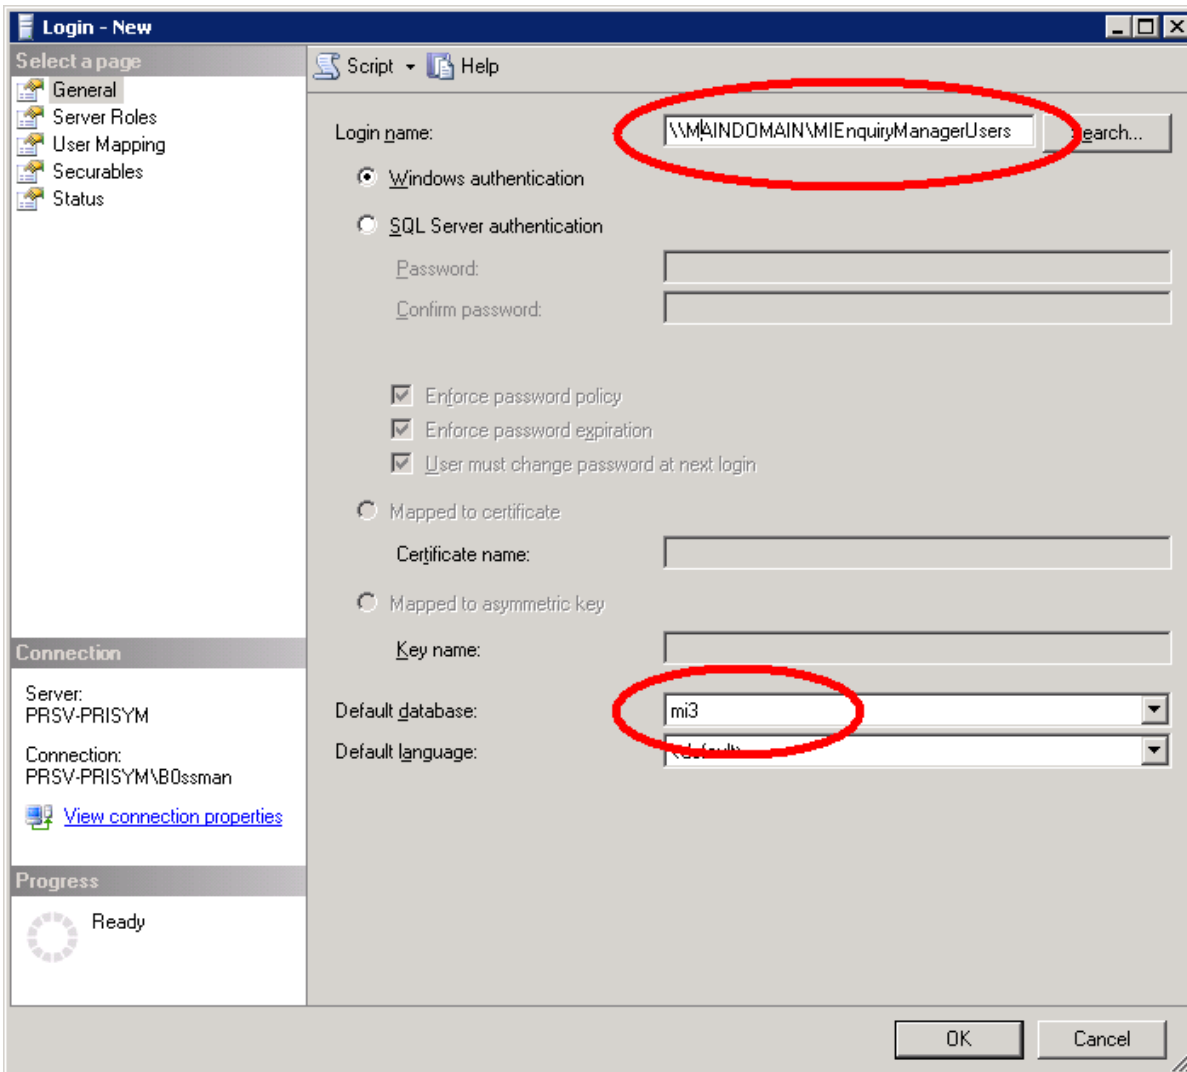 Login - New
Select a page
General
Server Roles
User Mapping
Securables
Status
Script
Help
Login name:
\\MAINDOMAIN\MIEnquiryManagerUsers
Search...
Windows authentication
SQL Server authentication
Password:
Confirm password:
Enforce password policy
Enforce password expiration
User must change password at next login
Mapped to certificate
Certificate name:
Mapped to asymmetric key
Key name:
Default database:
mi3
Default language:
<default>
Connection
Server:
PRSV-PRISYM
Connection:
PRSV-PRISYM\B0ssman
View connection properties
Progress
Ready
OK
Cancel